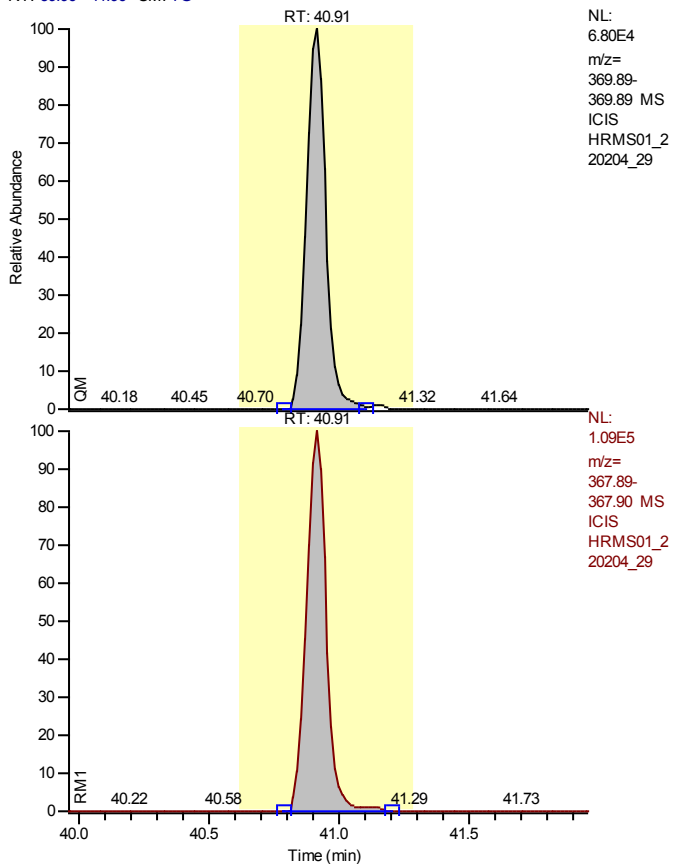 RT: 40.91
NL:
6.80E4
m/z=
369.89-
369.89 MS
ICIS
HRMS01_2
20204_29
100
90
80
70
60
50
40
30
20
10
0
Relative Abundance
QM
40.18 40.45 40.70 41.32 41.64
RT: 40.91
NL:
1.09E5
m/z=
367.89-
367.90 MS
ICIS
HRMS01_2
20204_29
100
90
80
70
60
50
40
30
20
10
0
RM1
40.22 40.58 41.29 41.73
40.0 40.5 41.0 41.5
Time (min)